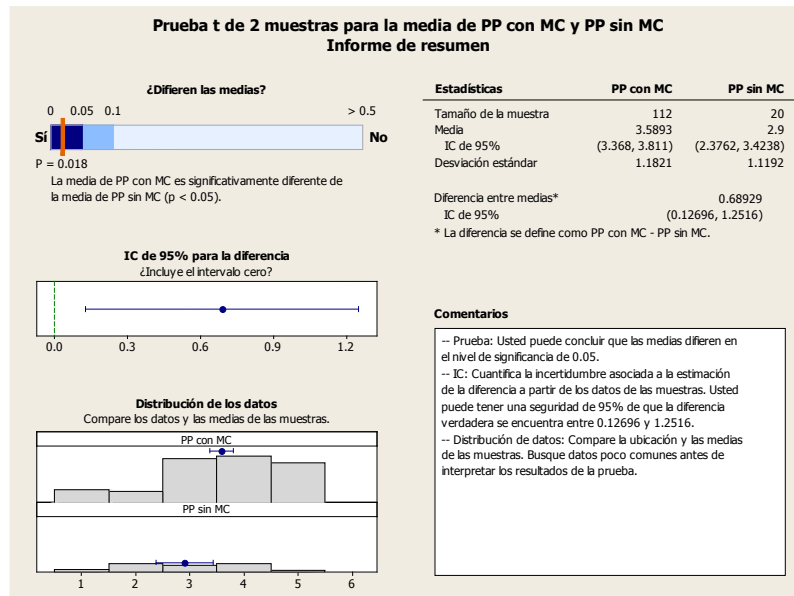 Prueba t de 2 muestras para la media de PP con MC y PP sin MC
Informe de resumen
¿Difieren las medias?
0 0.05 0.1 > 0.5
Sí No
P = 0.018
La media de PP con MC es significativamente diferente de
la media de PP sin MC (p < 0.05).
IC de 95% para la diferencia
¿Incluye el intervalo cero?
0.0 0.3 0.6 0.9 1.2
Distribución de los datos
Compare los datos y las medias de las muestras.
PP con MC
PP sin MC
1 2 3 4 5 6
Estadísticas PP con MC PP sin MC
Tamaño de la muestra 112 20
Media 3.5893 2.9
IC de 95% (3.368, 3.811) (2.3762, 3.4238)
Desviación estándar 1.1821 1.1192
Diferencia entre medias* 0.68929
IC de 95% (0.12696, 1.2516)
* La diferencia se define como PP con MC - PP sin MC.
Comentarios
-- Prueba: Usted puede concluir que las medias difieren en
el nivel de significancia de 0.05.
-- IC: Cuantifica la incertidumbre asociada a la estimación
de la diferencia a partir de los datos de las muestras. Usted
puede tener una seguridad de 95% de que la diferencia
verdadera se encuentra entre 0.12696 y 1.2516.
-- Distribución de datos: Compare la ubicación y las medias
de las muestras. Busque datos poco comunes antes de
interpretar los resultados de la prueba.